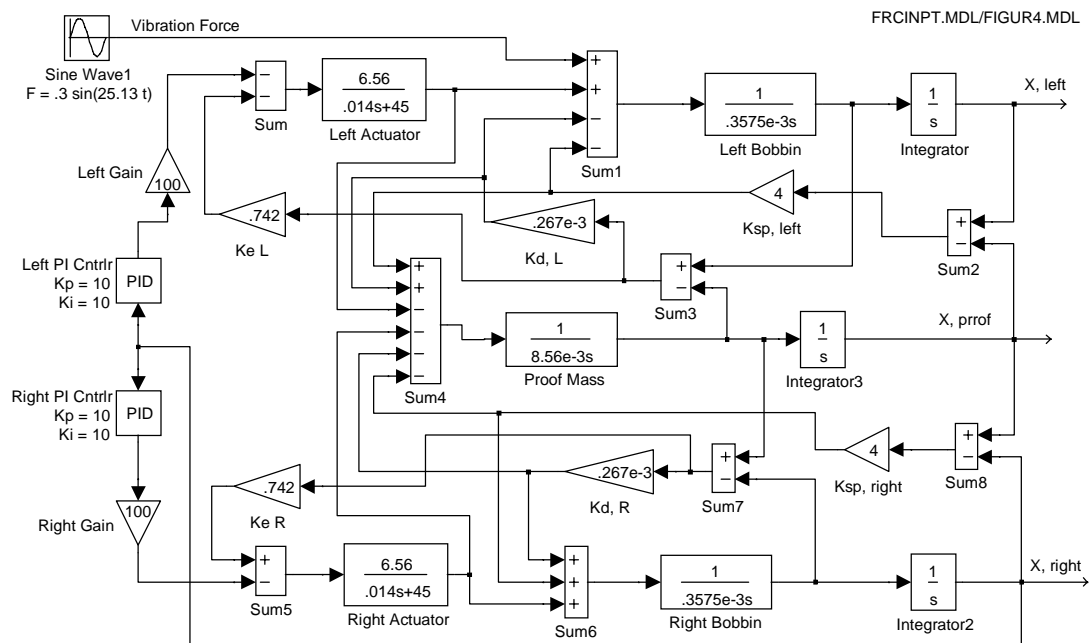 FRCINPT.MDL/FIGUR4.MDL
Vibration Force
Sine Wave1
F = .3 sin(25.13 t)
−
−
Sum
6.56
.014s+45
Left Actuator
+
+
−
−
Sum1
1
.3575e-3s
Left Bobbin
1
s
Integrator
X, left
Left Gain
100
.742
Ke L
.267e-3
Kd, L
4
Ksp, left
+
−
Sum2
Left PI Cntrlr
Kp = 10
Ki = 10
PID
+
−
Sum3
+
+
−
−
−
−
Sum4
1
8.56e-3s
Proof Mass
1
s
Integrator3
X, prrof
Right PI Cntrlr
Kp = 10
Ki = 10
PID
4
Ksp, right
+
−
Sum8
.742
Ke R
.267e-3
Kd, R
+
−
Sum7
100
Right Gain
+
−
Sum5
6.56
.014s+45
Right Actuator
+
+
+
Sum6
1
.3575e-3s
Right Bobbin
1
s
Integrator2
X, right